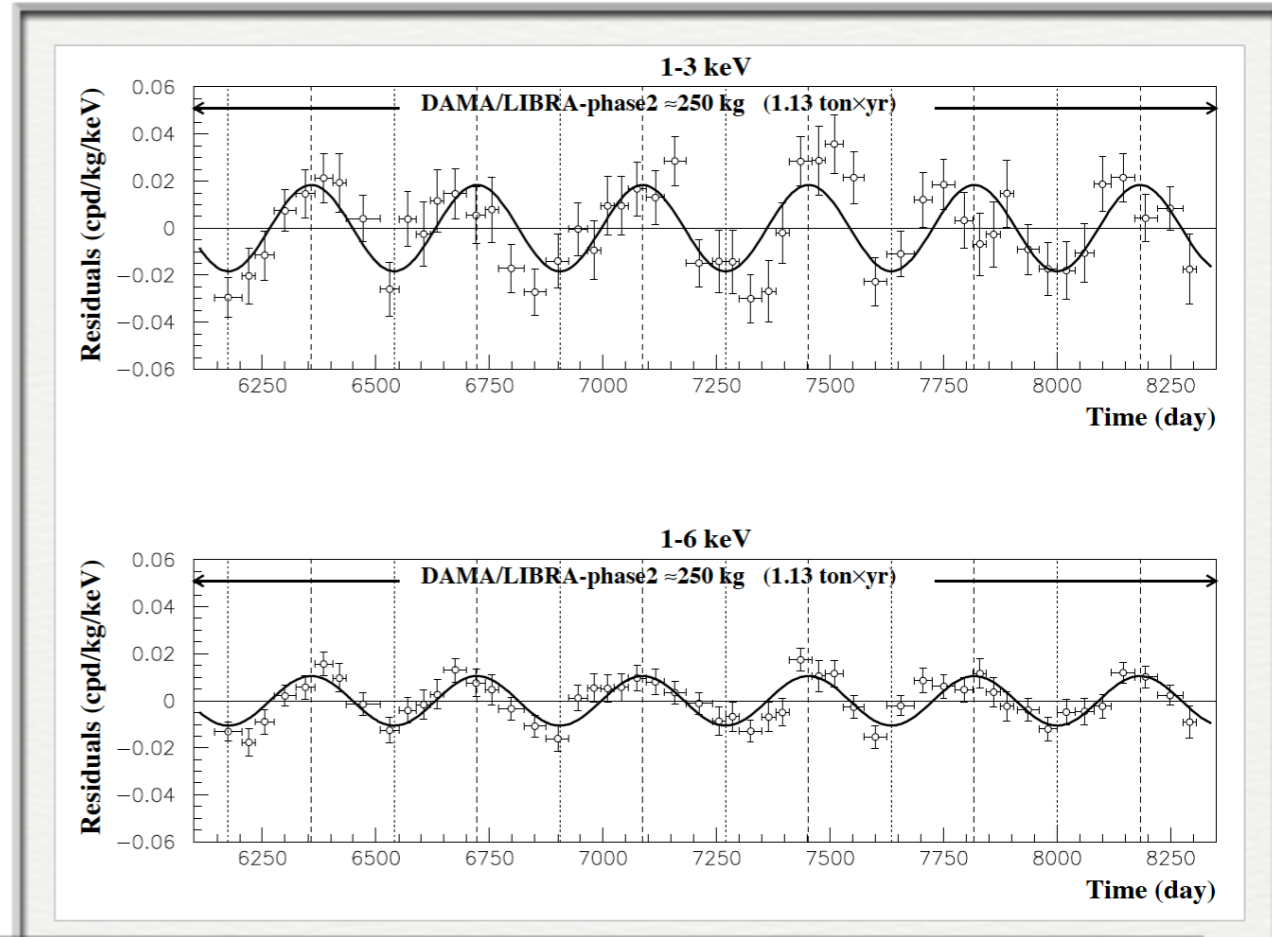 1-3 keV
DAMA/LIBRA-phase2 ≈250 kg (1.13 ton×yr)
Residuals (cpd/kg/keV)
0.06
0.04
0.02
0
−0.02
−0.04
−0.06
6250 6500 6750 7000 7250 7500 7750 8000 8250
Time (day)
1-6 keV
DAMA/LIBRA-phase2 ≈250 kg (1.13 ton×yr)
Residuals (cpd/kg/keV)
0.06
0.04
0.02
0
−0.02
−0.04
−0.06
6250 6500 6750 7000 7250 7500 7750 8000 8250
Time (day)